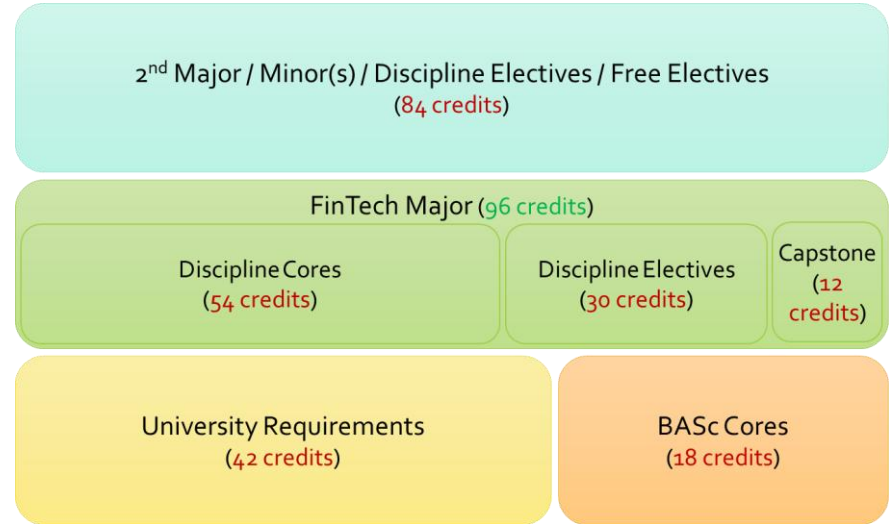 2nd Major / Minor(s) / Discipline Electives / Free Electives
(84 credits)
FinTech Major (96 credits)
Discipline Cores
(54 credits)
Discipline Electives
(30 credits)
Capstone
(12
credits)
University Requirements
(42 credits)
BASc Cores
(18 credits)